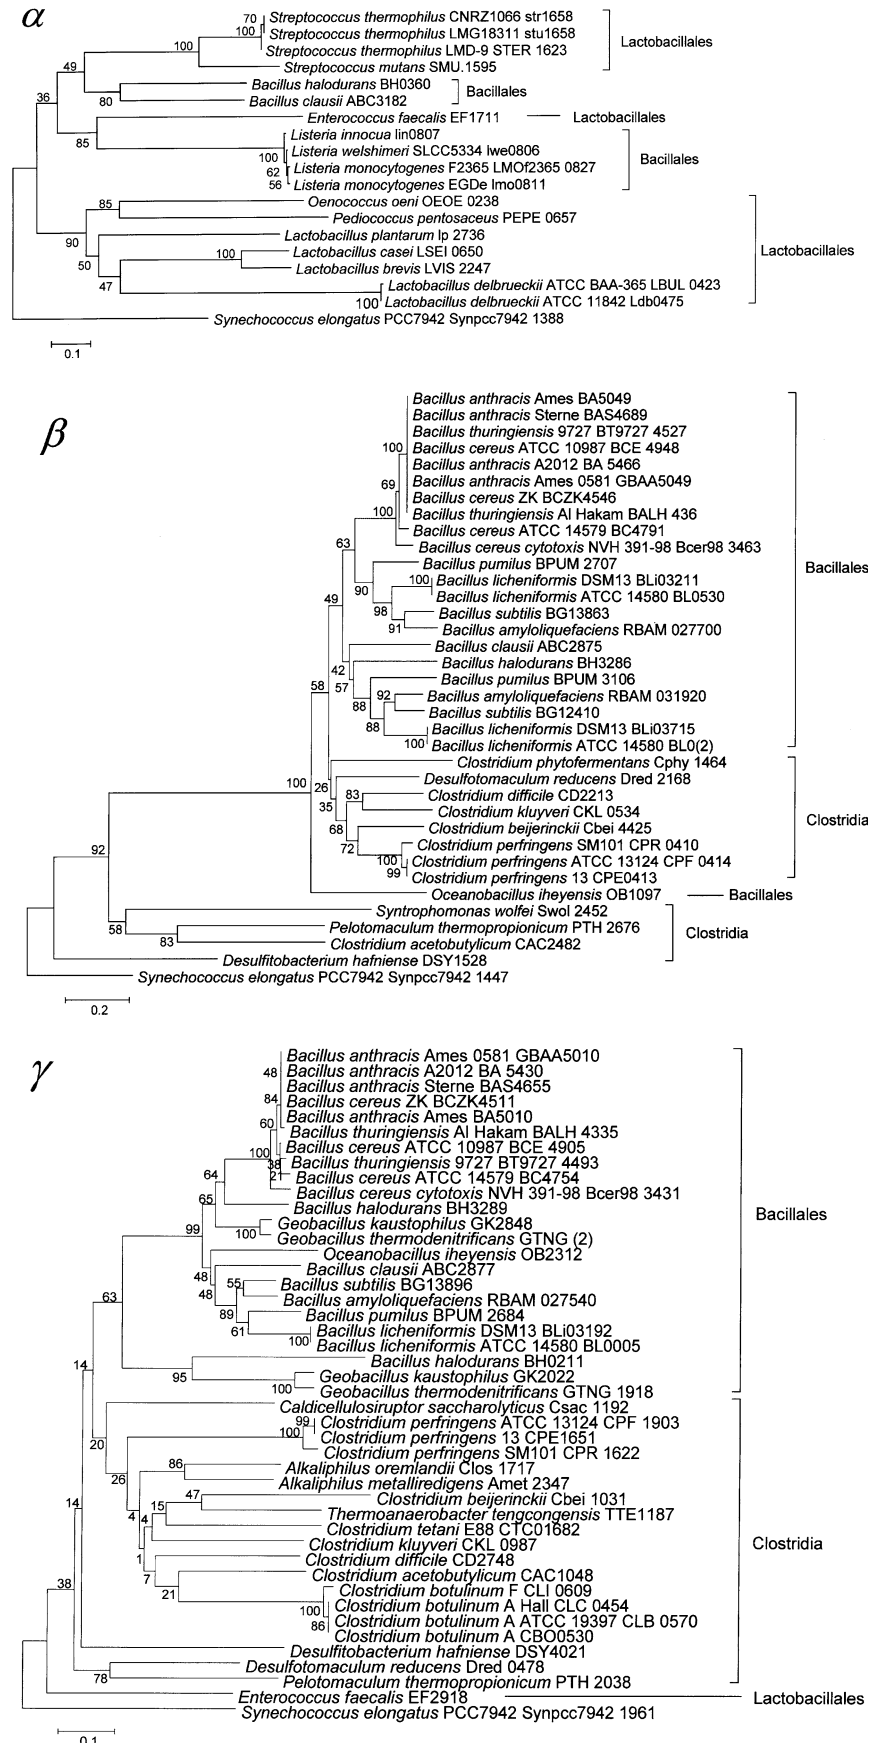 α
70 Streptococcus thermophilus CNRZ1066 str1658
100 Streptococcus thermophilus LMG18311 stu1658
100 Streptococcus thermophilus LMD-9 STER 1623
Lactobacillales
Streptococcus mutans SMU.1595
49
Bacillus halodurans BH0360
Bacillales
80 Bacillus clausii ABC3182
36
Enterococcus faecalis EF1711
Lactobacillales
85
Listeria innocua lin0807
100 Listeria welshimeri SLCC5334 lwe0806
Bacillales
62 Listeria monocytogenes F2365 LMOf2365 0827
56 Listeria monocytogenes EGDe lmo0811
85 Oenococcus oeni OEOE 0238
Pediococcus pentosaceus PEPE 0657
90
Lactobacillus plantarum lp 2736
Lactobacillales
50
100 Lactobacillus casei LSEI 0650
Lactobacillus brevis LVIS 2247
47
Lactobacillus delbrueckii ATCC BAA-365 LBUL 0423
100 Lactobacillus delbrueckii ATCC 11842 Ldb0475
Synechococcus elongatus PCC7942 Synpcc7942 1388
0.1
β
Bacillus anthracis Ames BA5049
Bacillus anthracis Sterne BAS4689
Bacillus thuringiensis 9727 BT9727 4527
100 Bacillus cereus ATCC 10987 BCE 4948
Bacillus anthracis A2012 BA 5466
69 Bacillus anthracis Ames 0581 GBAA5049
Bacillus cereus ZK BCZK4546
100 Bacillus thuringiensis Al Hakam BALH 436
Bacillus cereus ATCC 14579 BC4791
63 Bacillus cereus cytotoxis NVH 391-98 Bcer98 3463
Bacillus pumilus BPUM 2707
Bacillales
90 100 Bacillus licheniformis DSM13 BLi03211
Bacillus licheniformis ATCC 14580 BL0530
49 98 Bacillus subtilis BG13863
91 Bacillus amyloliquefaciens RBAM 027700
Bacillus clausii ABC2875
42 Bacillus halodurans BH3286
58 57 Bacillus pumilus BPUM 3106
88 92 Bacillus amyloliquefaciens RBAM 031920
Bacillus subtilis BG12410
88 Bacillus licheniformis DSM13 BLi03715
100 Bacillus licheniformis ATCC 14580 BL0(2)
Clostridium phytofermentans Cphy 1464
100 26 Desulfotomaculum reducens Dred 2168
35 83 Clostridium difficile CD2213
Clostridium kluyveri CKL 0534
Clostridia
68 Clostridium beijerinckii Cbei 4425
72 Clostridium perfringens SM101 CPR 0410
92 100 Clostridium perfringens ATCC 13124 CPF 0414
99 Clostridium perfringens 13 CPE0413
Oceanobacillus iheyensis OB1097
Bacillales
Syntrophomonas wolfei Swol 2452
58 Pelotomaculum thermopropionicum PTH 2676
Clostridia
83 Clostridium acetobutylicum CAC2482
Desulfitobacterium hafniense DSY1528
Synechococcus elongatus PCC7942 Synpcc7942 1447
0.2
γ
Bacillus anthracis Ames 0581 GBAA5010
48 Bacillus anthracis A2012 BA 5430
Bacillus anthracis Sterne BAS4655
84 Bacillus cereus ZK BCZK4511
Bacillus anthracis Ames BA5010
60 Bacillus thuringiensis Al Hakam BALH 4335
100 Bacillus cereus ATCC 10987 BCE 4905
38 Bacillus thuringiensis 9727 BT9727 4493
64 21 Bacillus cereus ATCC 14579 BC4754
Bacillus cereus cytotoxis NVH 391-98 Bcer98 3431
65 Bacillus halodurans BH3289
Bacillales
Geobacillus kaustophilus GK2848
99 100 Geobacillus thermodenitrificans GTNG (2)
Oceanobacillus iheyensis OB2312
48 Bacillus clausii ABC2877
48 55 Bacillus subtilis BG13896
Bacillus amyloliquefaciens RBAM 027540
63 89 Bacillus pumilus BPUM 2684
61 Bacillus licheniformis DSM13 BLi03192
100 Bacillus licheniformis ATCC 14580 BL0005
Bacillus halodurans BH0211
14 95 Geobacillus kaustophilus GK2022
100 Geobacillus thermodenitrificans GTNG 1918
Caldicellulosiruptor saccharolyticus Csac 1192
99 Clostridium perfringens ATCC 13124 CPF 1903
20 100 Clostridium perfringens 13 CPE1651
Clostridium perfringens SM101 CPR 1622
26 86 Alkaliphilus oremlandii Clos 1717
Alkaliphilus metalliredigens Amet 2347
14 47 Clostridium beijerinckii Cbei 1031
4 4 15 Thermoanaerobacter tengcongensis TTE1187
Clostridium tetani E88 CTC01682
Clostridium kluyveri CKL 0987
Clostridia
1 Clostridium difficile CD2748
7 Clostridium acetobutylicum CAC1048
38 21 Clostridium botulinum F CLI 0609
100 Clostridium botulinum A Hall CLC 0454
86 Clostridium botulinum A ATCC 19397 CLB 0570
Clostridium botulinum A CBO0530
Desulfitobacterium hafniense DSY4021
Desulfotomaculum reducens Dred 0478
78 Pelotomaculum thermopropionicum PTH 2038
Enterococcus faecalis EF2918
Lactobacillales
Synechococcus elongatus PCC7942 Synpcc7942 1961
0.1